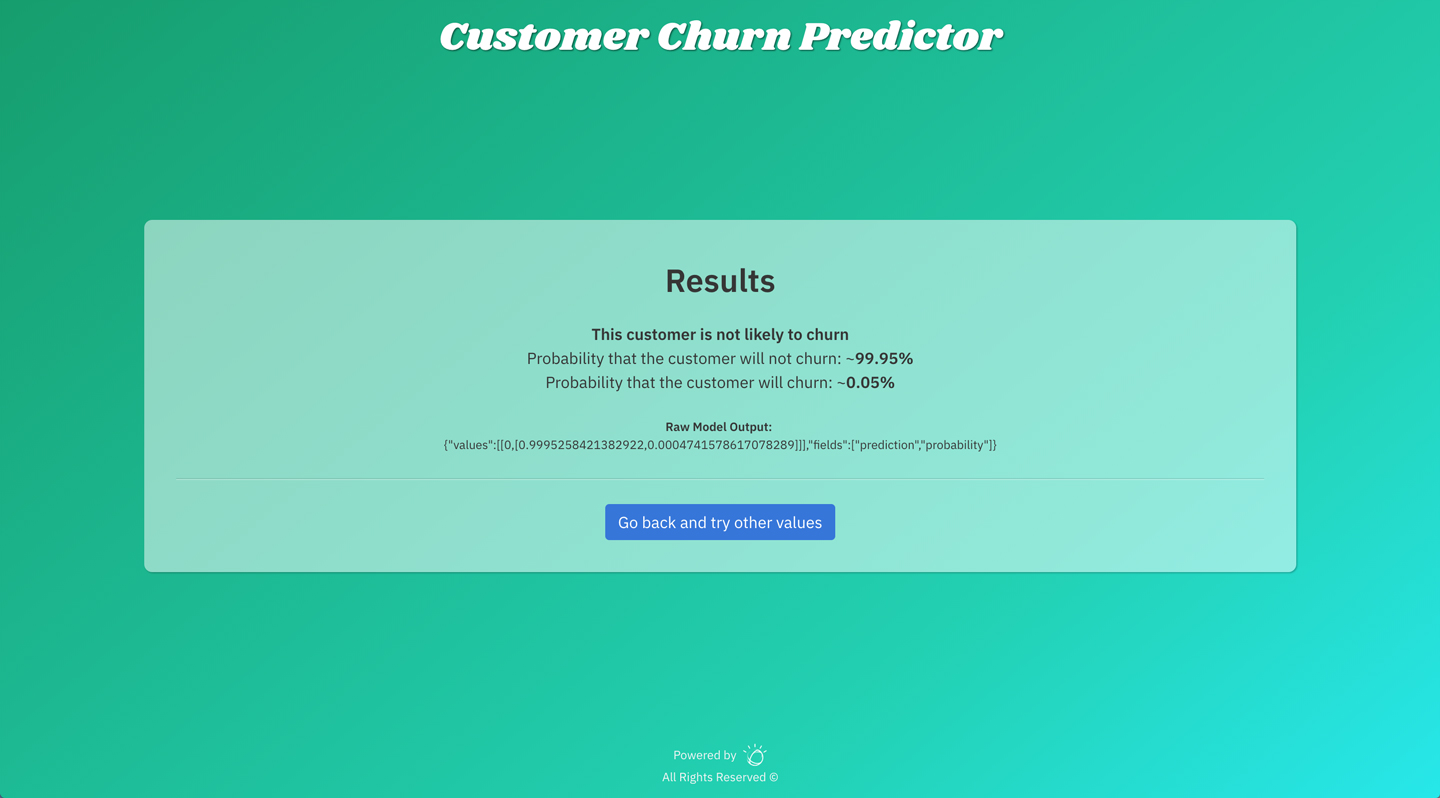 Customer Churn Predictor
Results
This customer is not likely to churn
Probability that the customer will not churn: ~99.95%
Probability that the customer will churn: ~0.05%
Raw Model Output:
{"values":[[0,[0.9995258421382922,0.0004741578617078289]]],"fields":["prediction","probability"]}
Go back and try other values
Powered by
All Rights Reserved ©